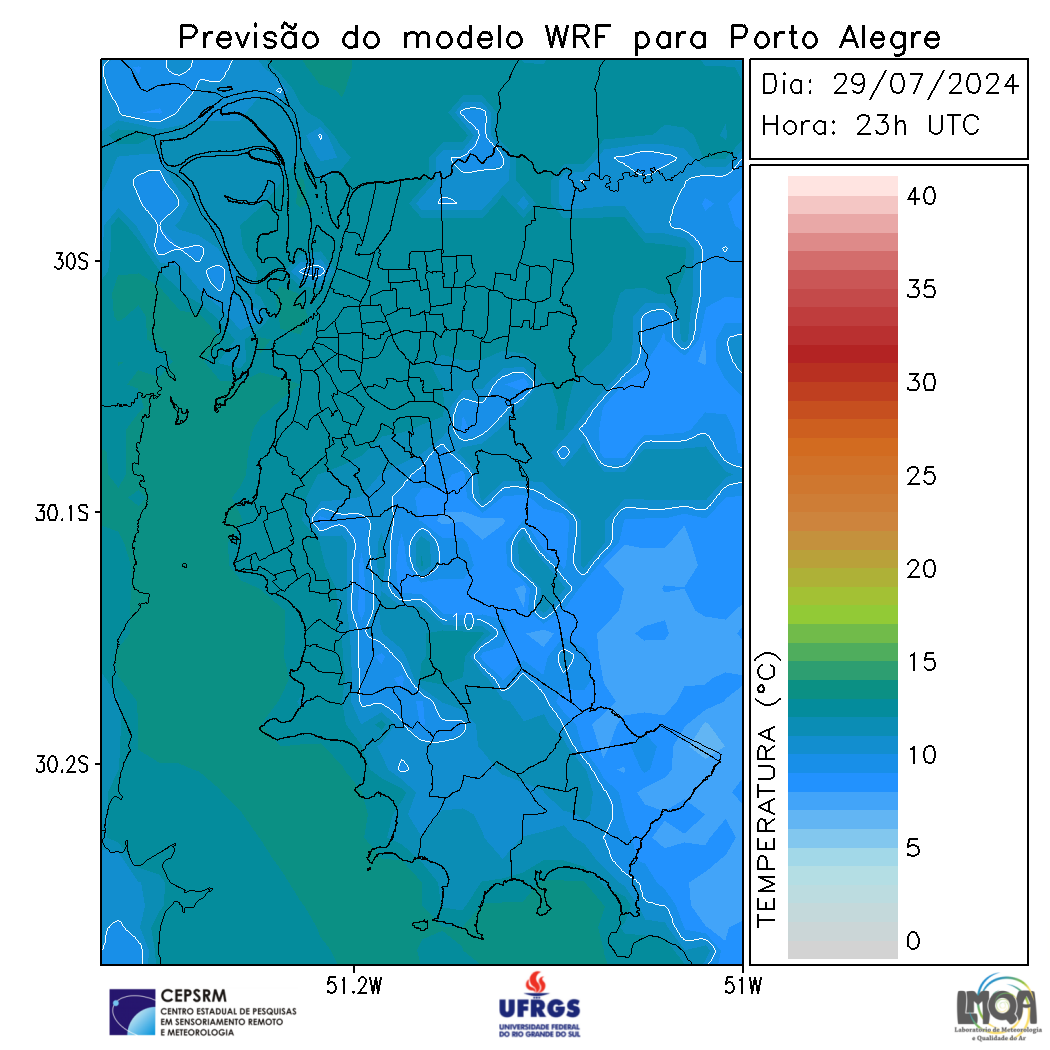 Previsão do modelo WRF para Porto Alegre
Dia: 29/07/2024
Hora: 23h UTC
40
35
30
25
20
15
10
5
0
TEMPERATURA (°C)
30S
30.1S
30.2S
10
51.2W
51W
CEPSRM
CENTRO ESTADUAL DE PESQUISAS
EM SENSORIAMENTO REMOTO
E METEOROLOGIA
UFRGS
UNIVERSIDADE FEDERAL
DO RIO GRANDE DO SUL
LMQA
Laboratório de Meteorologia
e Qualidade do Ar